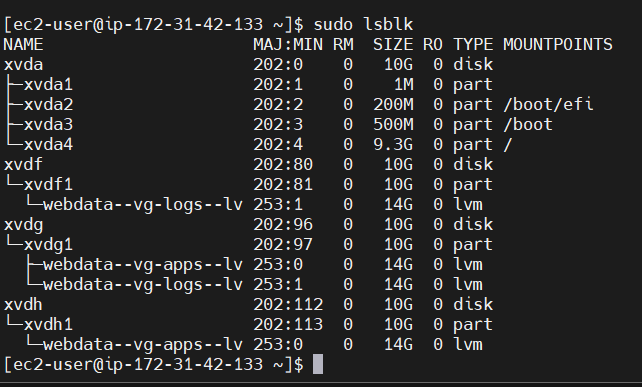 [ec2-user@ip-172-31-42-133 ~]$ sudo lsblk
NAME                     MAJ:MIN RM  SIZE RO TYPE MOUNTPOINTS
xvda                     202:0    0   10G  0 disk
├─xvda1                  202:1    0    1M  0 part
├─xvda2                  202:2    0  200M  0 part /boot/efi
├─xvda3                  202:3    0  500M  0 part /boot
└─xvda4                  202:4    0  9.3G  0 part /
xvdf                     202:80   0   10G  0 disk
└─xvdf1                  202:81   0   10G  0 part
  └─webdata--vg-logs--lv 253:1    0   14G  0 lvm
xvdg                     202:96   0   10G  0 disk
└─xvdg1                  202:97   0   10G  0 part
  ├─webdata--vg-apps--lv 253:0    0   14G  0 lvm
  └─webdata--vg-logs--lv 253:1    0   14G  0 lvm
xvdh                     202:112  0   10G  0 disk
└─xvdh1                  202:113  0   10G  0 part
  └─webdata--vg-apps--lv 253:0    0   14G  0 lvm
[ec2-user@ip-172-31-42-133 ~]$